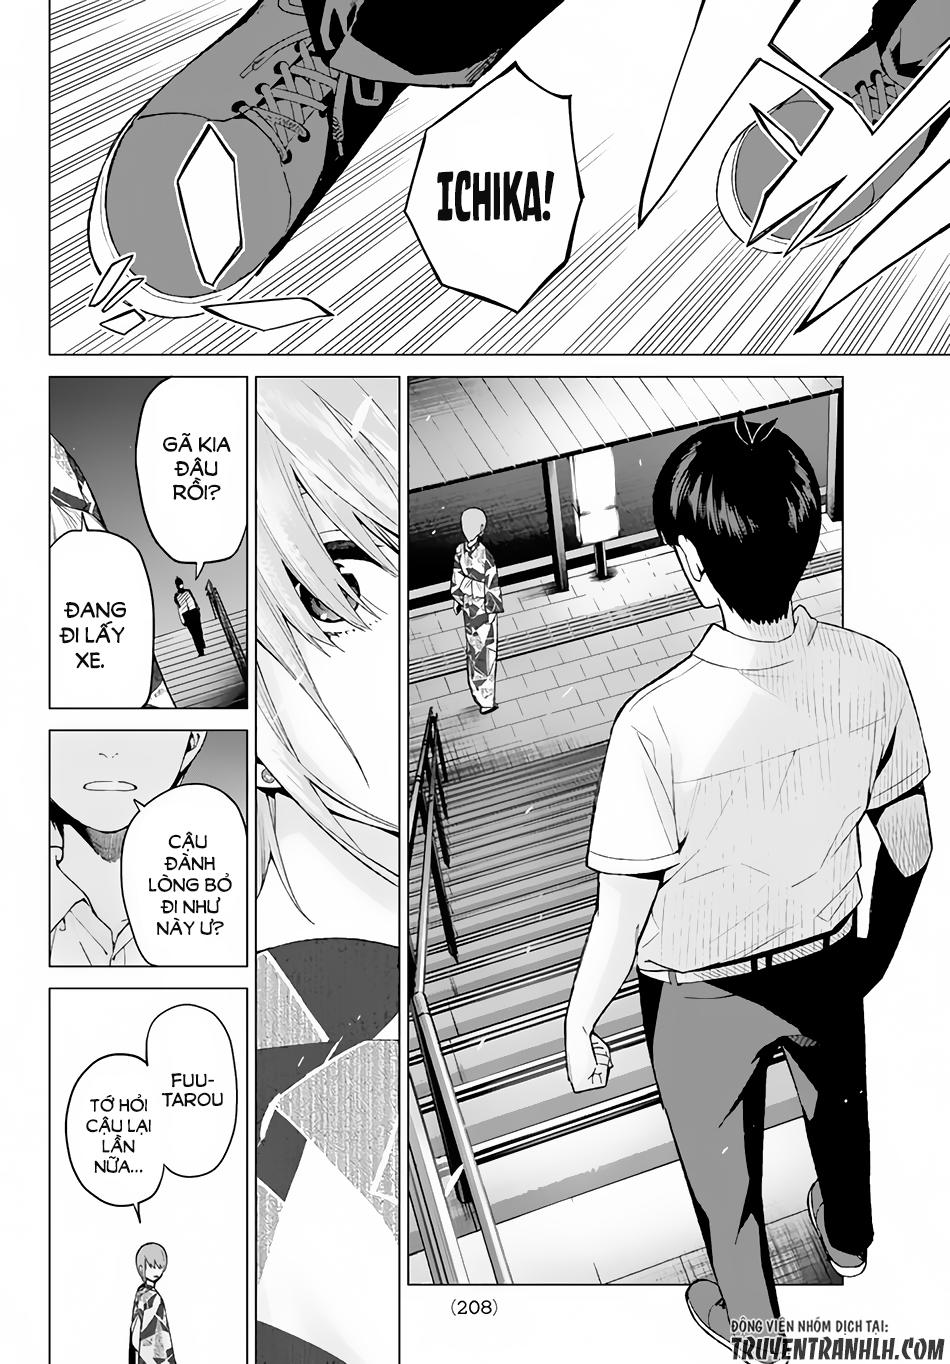 ICHIKA!
GÃ KIA
ĐÂU
RỒI?
ĐANG
ĐI LẤY
XE.
CẬU
ĐÀNH
LÒNG BỎ
ĐI NHƯ
NÀY Ư?
FUU-
TAROU
TỚ HỎI
CẬU LẠI
LẦN
NỮA...
(208)
ĐỘNG VIÊN NHÓM DỊCH TẠI:
TRUYENTRANHLH.COM